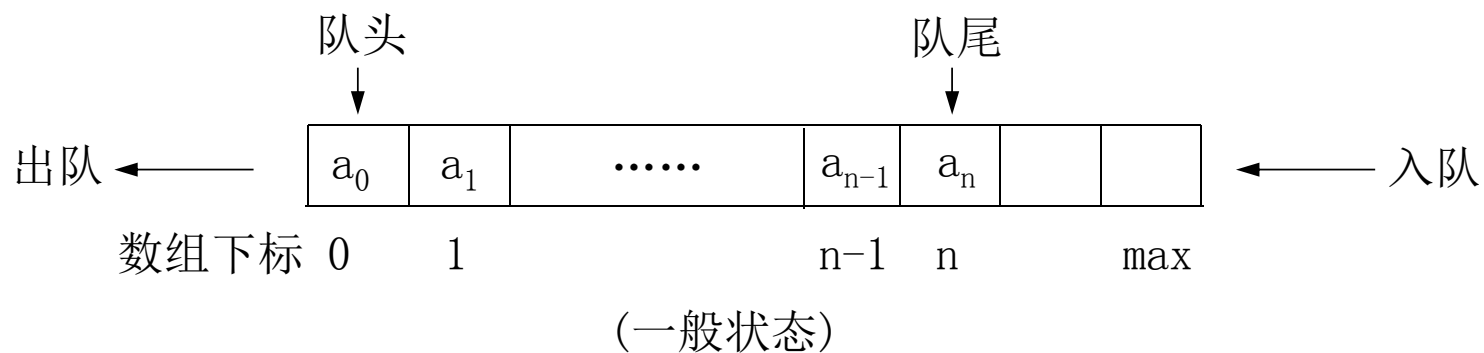 队头 队尾
出队 a₀ a₁ …… aₙ₋₁ aₙ 入队
数组下标 0 1 n-1 n max
(一般状态)